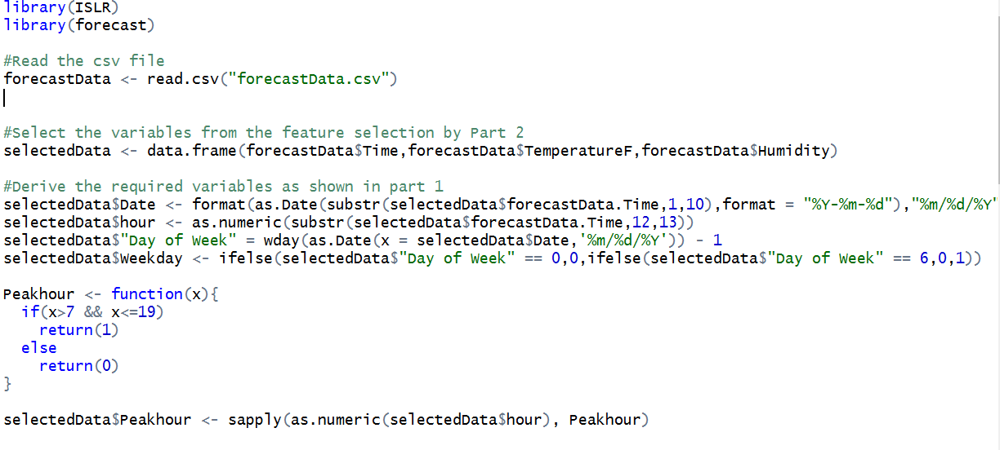 library(ISLR)
library(forecast)
#Read the csv file
forecastData <- read.csv("forecastData.csv")
#Select the variables from the feature selection by Part 2
selectedData <- data.frame(forecastData$Time,forecastData$TemperatureF,forecastData$Humidity)
#Derive the required variables as shown in part 1
selectedData$Date <- format(as.Date(substr(selectedData$forecastData.Time,1,10),format = "%Y-%m-%d"),"%m/%d/%Y"
selectedData$hour <- as.numeric(substr(selectedData$forecastData.Time,12,13))
selectedData$"Day of Week" = wday(as.Date(x = selectedData$Date,'%m/%d/%Y')) - 1
selectedData$Weekday <- ifelse(selectedData$"Day of Week" == 0,0,ifelse(selectedData$"Day of Week" == 6,0,1))
Peakhour <- function(x){
  if(x>7 && x<=19)
    return(1)
  else
    return(0)
}
selectedData$Peakhour <- sapply(as.numeric(selectedData$hour), Peakhour)